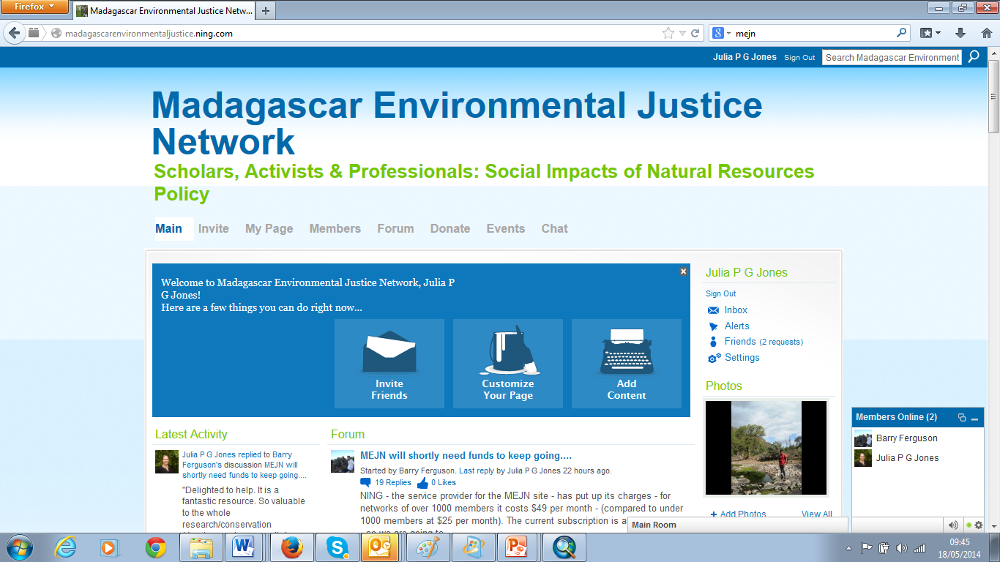 Firefox
Madagascar Environmental Justice Netw...
madagascarenvironmentaljustice.ning.com
mejn
Julia P G Jones
Sign Out
Search Madagascar Environment
Madagascar Environmental Justice
Network
Scholars, Activists & Professionals: Social Impacts of Natural Resources
Policy
Main
Invite
My Page
Members
Forum
Donate
Events
Chat
Welcome to Madagascar Environmental Justice Network, Julia P
G Jones!
Here are a few things you can do right now...
Invite
Friends
Customize
Your Page
Add
Content
Julia P G Jones
Sign Out
Inbox
Alerts
Friends (2 requests)
Settings
Photos
+ Add Photos
View All
Latest Activity
Julia P G Jones replied to Barry
Ferguson's discussion MEJN will
shortly need funds to keep going....
"Delighted to help. It is a
fantastic resource. So valuable
to the whole
research/conservation
Forum
MEJN will shortly need funds to keep going....
Started by Barry Ferguson. Last reply by Julia P G Jones 22 hours ago.
19 Replies
0 Likes
NING - the service provider for the MEJN site - has put up its charges - for
networks of over 1000 members it costs $49 per month - (compared to under
1000 members at $25 per month). The current subscription is a
Members Online (2)
Barry Ferguson
Julia P G Jones
Main Room
09:45
18/05/2014